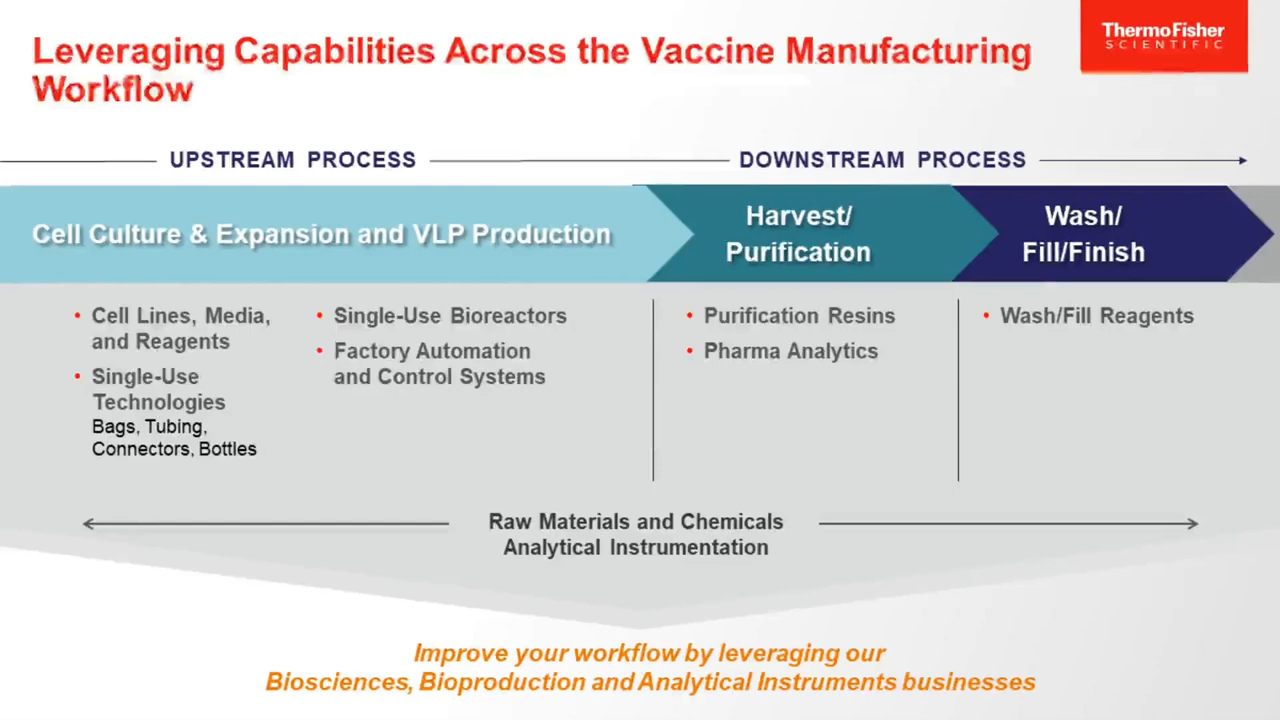 Leveraging Capabilities Across the Vaccine Manufacturing
Workflow
ThermoFisher
SCIENTIFIC
UPSTREAM PROCESS
DOWNSTREAM PROCESS
Cell Culture & Expansion and VLP Production
Harvest/
Purification
Wash/
Fill/Finish
• Cell Lines, Media,
and Reagents
• Single-Use
Technologies
Bags, Tubing,
Connectors, Bottles
• Single-Use Bioreactors
• Factory Automation
and Control Systems
• Purification Resins
• Pharma Analytics
• Wash/Fill Reagents
Raw Materials and Chemicals
Analytical Instrumentation
Improve your workflow by leveraging our
Biosciences, Bioproduction and Analytical Instruments businesses